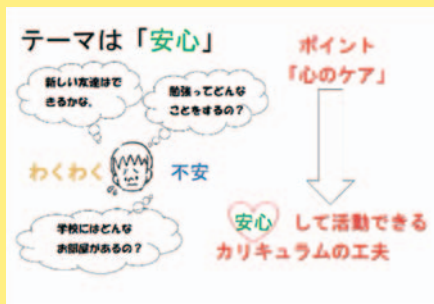 テーマは「安心」
新しい友達はで
きるかな。
勉強ってどんな
ことをするの?
わくわく
不安
学校にはどんな
お部屋があるの?
ポイント
「心のケア」
安心 して活動できる
カリキュラムの工夫